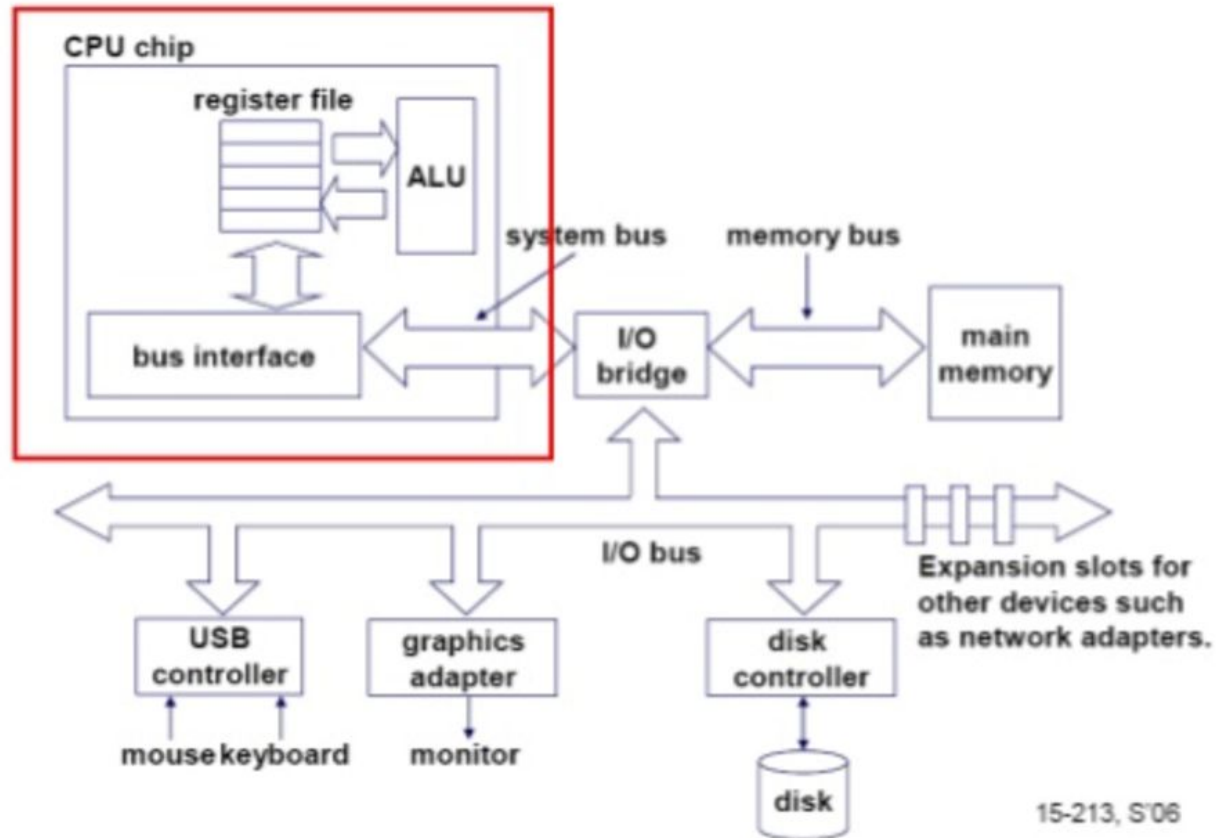 CPU chip
register file
ALU
system bus
memory bus
bus interface
I/O
bridge
main
memory
I/O bus
Expansion slots for
other devices such
as network adapters.
USB
controller
graphics
adapter
disk
controller
mouse
keyboard
monitor
disk
15-213, S'06